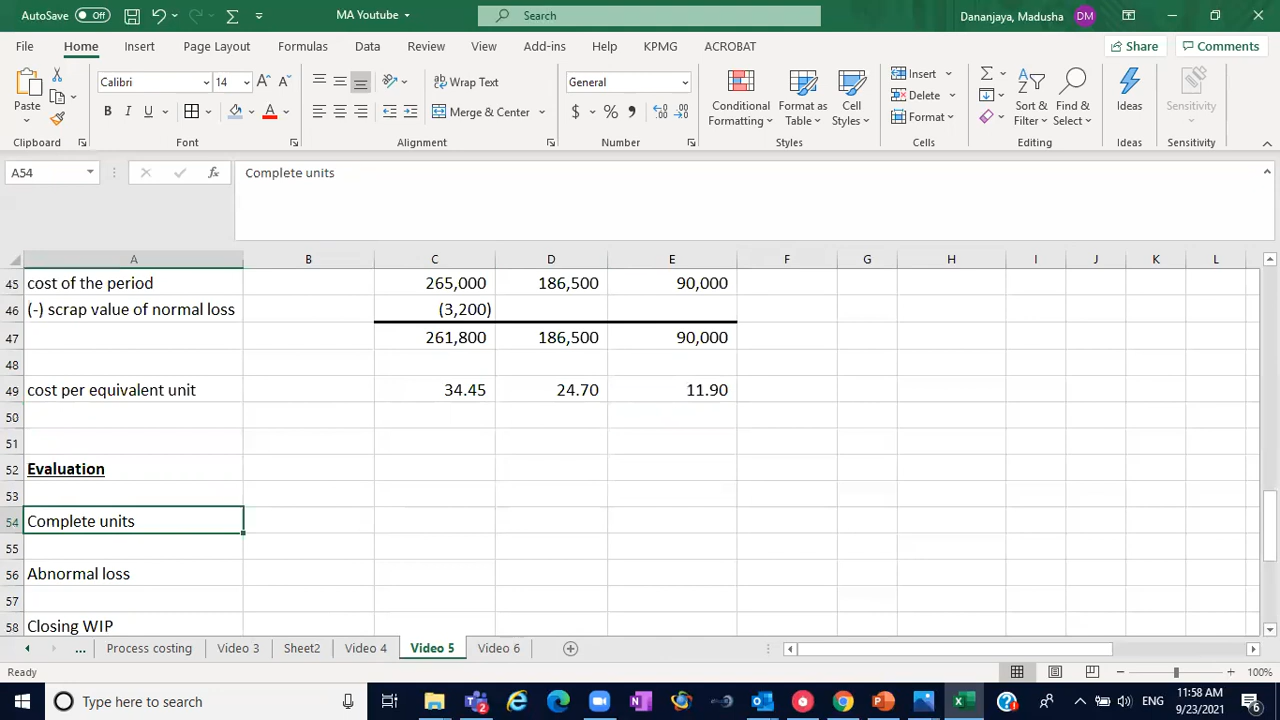 AutoSave Off MA Youtube Search Dananjaya, Madusha DM
File Home Insert Page Layout Formulas Data Review View Add-ins Help KPMG ACROBAT Share Comments
Paste Calibri 14 Wrap Text General Conditional Formatting Format as Table Cell Styles Insert Sort & Filter Find & Select Ideas Sensitivity
B I U Merge & Center $ % Delete
Format
Clipboard Font Alignment Number Styles Cells Editing Ideas Sensitivity
A54 fx Complete units
A B C D E F G H I J K L
45 cost of the period 265,000 186,500 90,000
46 (-) scrap value of normal loss (3,200)
47 261,800 186,500 90,000
48
49 cost per equivalent unit 34.45 24.70 11.90
50
51
52 Evaluation
53
54 Complete units
55
56 Abnormal loss
57
58 Closing WIP
... Process costing Video 3 Sheet2 Video 4 Video 5 Video 6
Ready 100%
Type here to search ENG 11:58 AM
9/23/2021 6